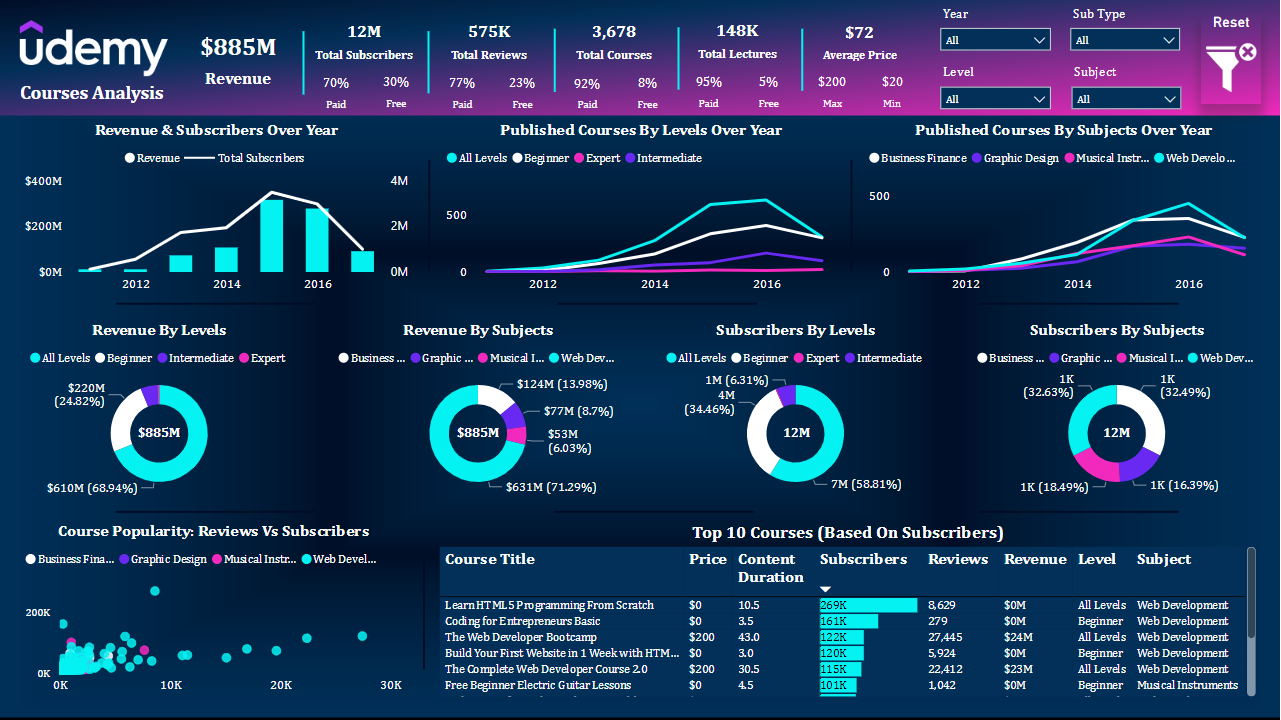 udemy
Courses Analysis
$885M
Revenue
12M
Total Subscribers
70% 30%
Paid Free
575K
Total Reviews
77% 23%
Paid Free
3,678
Total Courses
92% 8%
Paid Free
148K
Total Lectures
95% 5%
Paid Free
$72
Average Price
$200 $20
Max Min
Year
All
Sub Type
All
Level
All
Subject
All
Reset
Revenue & Subscribers Over Year
Revenue Total Subscribers
$400M
$200M
$0M
4M
2M
0M
2012 2014 2016
Published Courses By Levels Over Year
All Levels Beginner Expert Intermediate
500
0
2012 2014 2016
Published Courses By Subjects Over Year
Business Finance Graphic Design Musical Instr... Web Develo...
500
0
2012 2014 2016
Revenue By Levels
All Levels Beginner Intermediate Expert
$220M
(24.82%)
$885M
$610M (68.94%)
Revenue By Subjects
Business ... Graphic ... Musical I... Web Dev...
$124M (13.98%)
$77M (8.7%)
$53M
(6.03%)
$885M
$631M (71.29%)
Subscribers By Levels
All Levels Beginner Expert Intermediate
1M (6.31%)
4M
(34.46%)
12M
7M (58.81%)
Subscribers By Subjects
Business ... Graphic ... Musical I... Web Dev...
1K
(32.63%)
1K
(32.49%)
12M
1K (18.49%)
1K (16.39%)
Course Popularity: Reviews Vs Subscribers
Business Fina... Graphic Design Musical Instr... Web Devel...
200K
0K
0K 10K 20K 30K
Top 10 Courses (Based On Subscribers)
Course Title Price Content Duration Subscribers Reviews Revenue Level Subject
Learn HTML5 Programming From Scratch $0 10.5 269K 8,629 $0M All Levels Web Development
Coding for Entrepreneurs Basic $0 3.5 161K 279 $0M Beginner Web Development
The Web Developer Bootcamp $200 43.0 122K 27,445 $24M All Levels Web Development
Build Your First Website in 1 Week with HTM... $0 3.0 120K 5,924 $0M Beginner Web Development
The Complete Web Developer Course 2.0 $200 30.5 115K 22,412 $23M All Levels Web Development
Free Beginner Electric Guitar Lessons $0 4.5 101K 1,042 $0M Beginner Musical Instruments